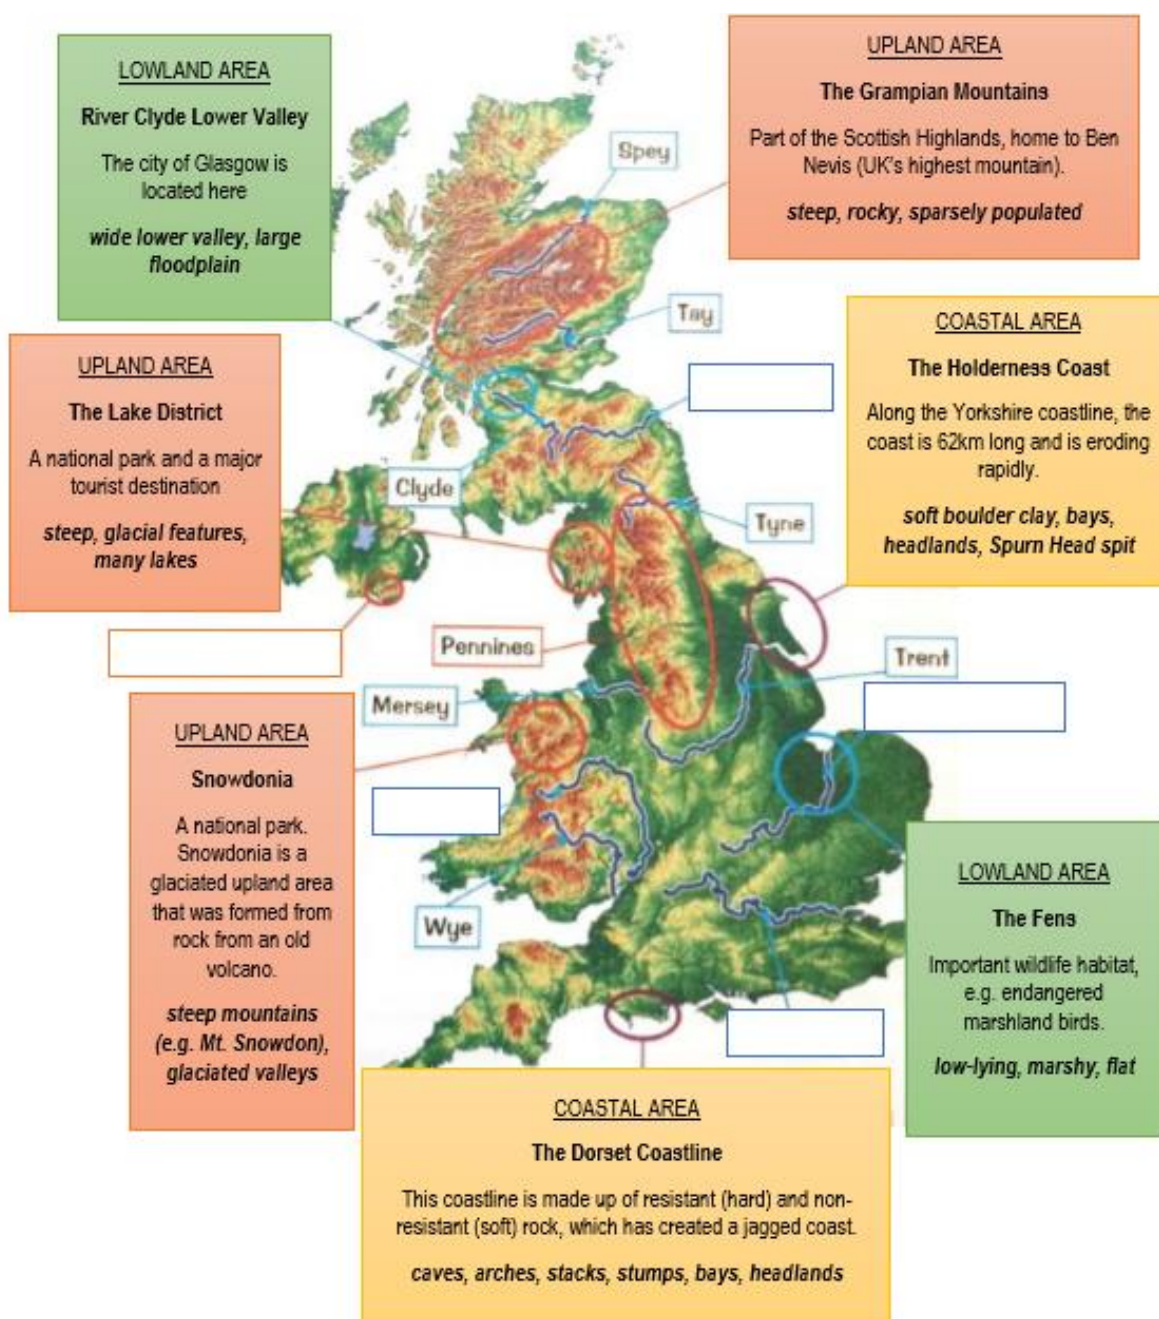 LOWLAND AREA
River Clyde Lower Valley
The city of Glasgow is
located here
wide lower valley, large
floodplain
UPLAND AREA
The Grampian Mountains
Part of the Scottish Highlands, home to Ben
Nevis (UK's highest mountain).
steep, rocky, sparsely populated
Spey
Tay
UPLAND AREA
The Lake District
A national park and a major
tourist destination
steep, glacial features,
many lakes
COASTAL AREA
The Holderness Coast
Along the Yorkshire coastline, the
coast is 62km long and is eroding
rapidly.
soft boulder clay, bays,
headlands, Spurn Head spit
Clyde
Tyne
Pennines
Trent
Mersey
UPLAND AREA
Snowdonia
A national park.
Snowdonia is a
glaciated upland area
that was formed from
rock from an old
volcano.
steep mountains
(e.g. Mt. Snowdon),
glaciated valleys
Wye
LOWLAND AREA
The Fens
Important wildlife habitat,
e.g. endangered
marshland birds.
low-lying, marshy, flat
COASTAL AREA
The Dorset Coastline
This coastline is made up of resistant (hard) and non-
resistant (soft) rock, which has created a jagged coast.
caves, arches, stacks, stumps, bays, headlands